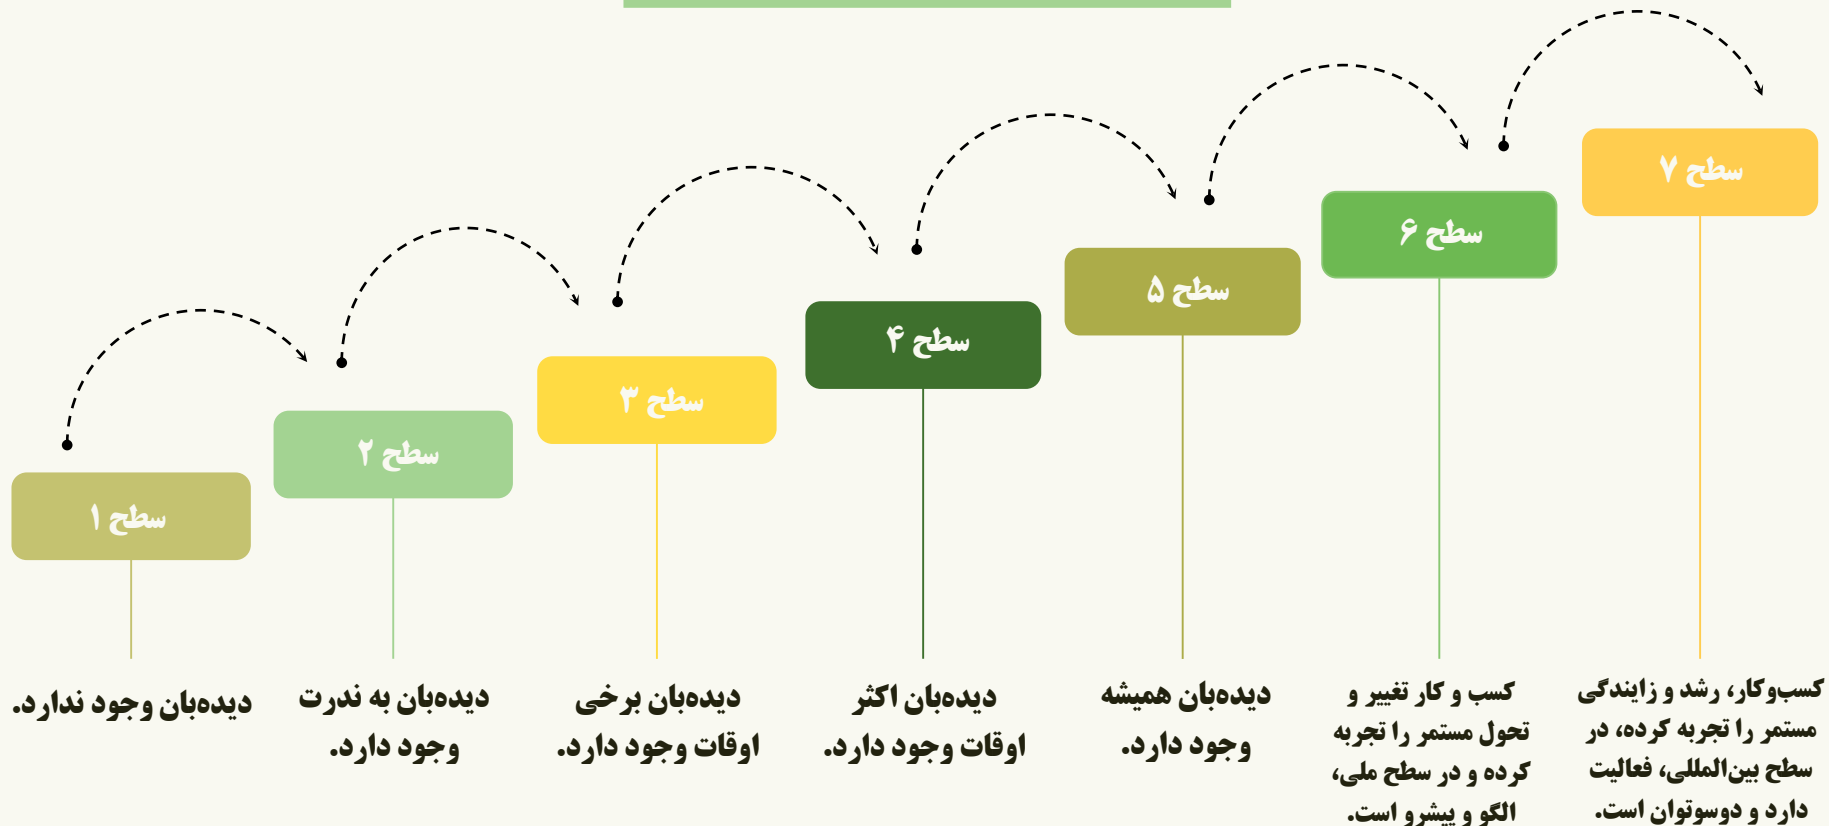 سطح ۱
دیده‌بان وجود ندارد.
سطح ۲
دیده‌بان به ندرت
وجود دارد.
سطح ۳
دیده‌بان برخی
اوقات وجود دارد.
سطح ۴
دیده‌بان اکثر
اوقات وجود دارد.
سطح ۵
دیده‌بان همیشه
وجود دارد.
سطح ۶
کسب و کار تغییر و
تحول مستمر را تجربه
کرده و در سطح ملی،
الگو و پیشرو است.
سطح ۷
کسب‌وکار، رشد و زایندگی
مستمر را تجربه کرده، در
سطح بین‌المللی، فعالیت
دارد و دوسوتوان است.